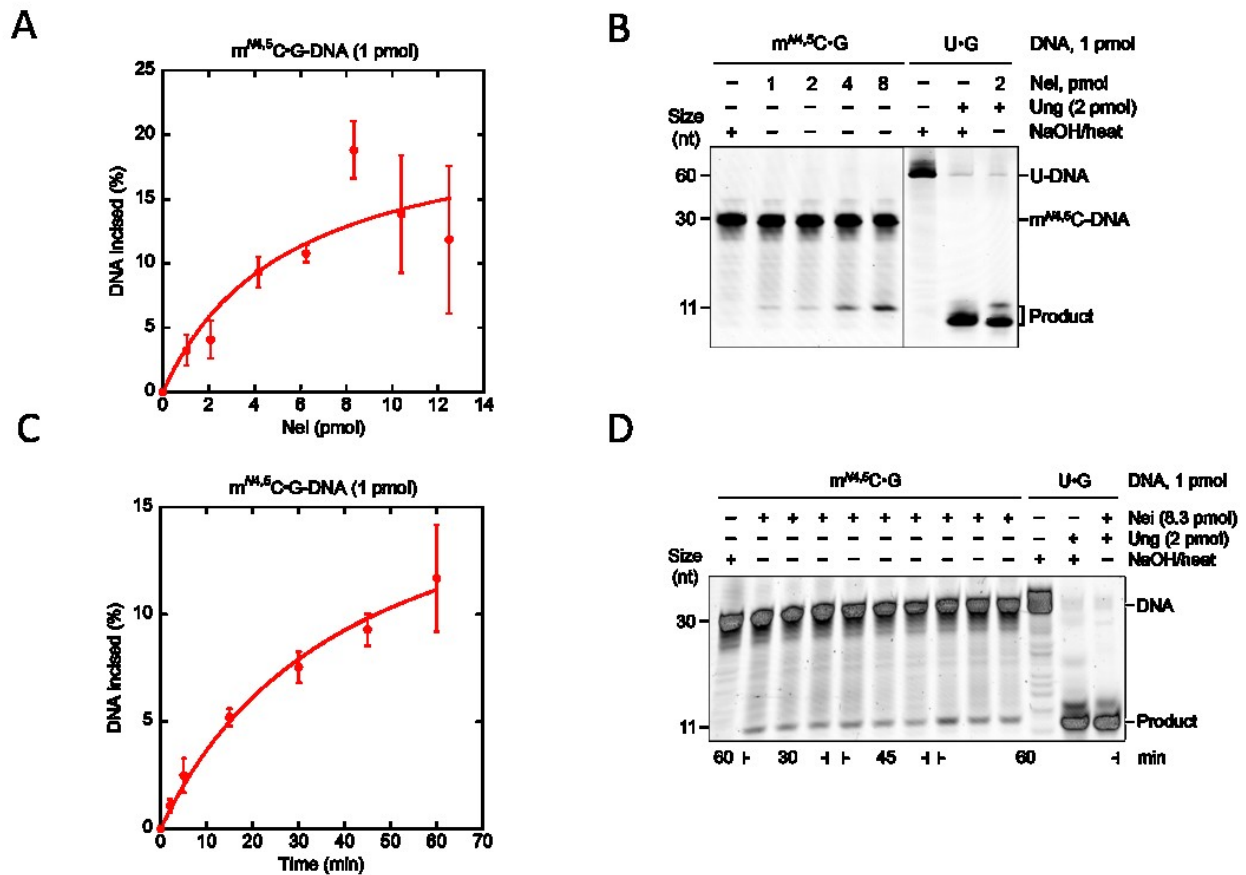 A
m^N4,5C•G-DNA (1 pmol)
DNA incised (%)
25
20
15
10
5
0
0 2 4 6 8 10 12 14
Nei (pmol)
B
m^N4,5C•G U•G DNA, 1 pmol
– 1 2 4 8 – – 2 Nei, pmol
– – – – – – + + Ung (2 pmol)
+ – – – – + + – NaOH/heat
Size
(nt)
60 U-DNA
30 m^N4,5C-DNA
11 Product
C
m^N4,5C•G-DNA (1 pmol)
DNA incised (%)
15
10
5
0
0 10 20 30 40 50 60 70
Time (min)
D
m^N4,5C•G U•G DNA, 1 pmol
– + + + + + + + + + – – + Nei (8.3 pmol)
– – – – – – – – – – – + + Ung (2 pmol)
+ – – – – – – – – – + + – NaOH/heat
Size
(nt)
30 DNA
11 Product
60 30 45 60 min